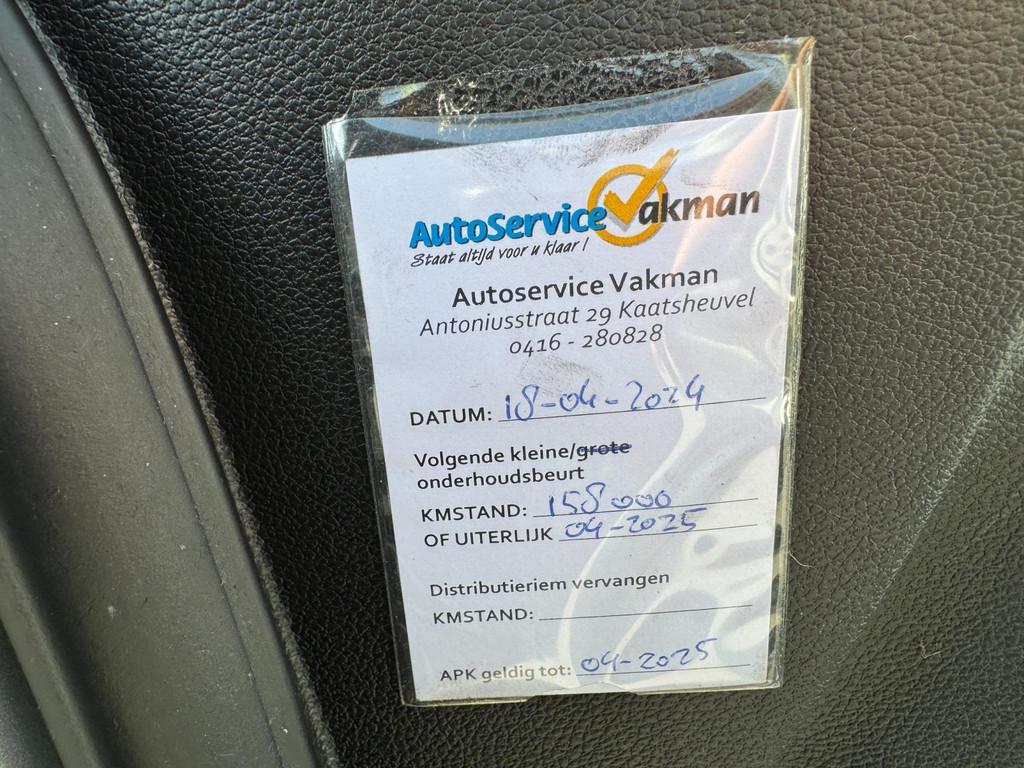 AutoService Vakman
Staat altijd voor u klaar!
Autoservice Vakman
Antoniusstraat 29 Kaatsheuvel
0416 - 280828
DATUM: 18-04-2024
Volgende kleine/grote
onderhoudsbeurt
KMSTAND: 158000
OF UITERLIJK 04-2025
Distributieriem vervangen
KMSTAND:
APK geldig tot: 04-2025